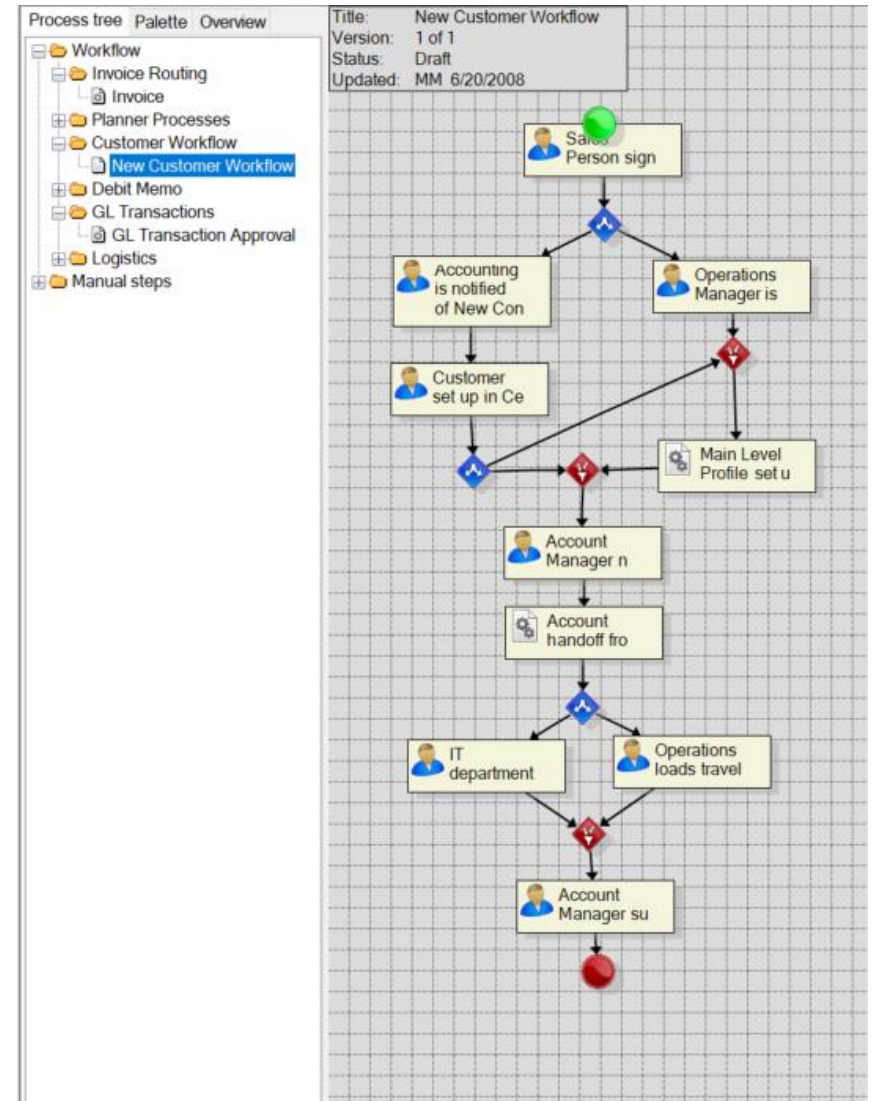 Process tree Palette Overview
Workflow
Invoice Routing
Invoice
Planner Processes
Customer Workflow
New Customer Workflow
Debit Memo
GL Transactions
GL Transaction Approval
Logistics
Manual steps
Title: New Customer Workflow
Version: 1 of 1
Status: Draft
Updated: MM 6/20/2008
Sales
Person sign
Accounting
is notified
of New Con
Operations
Manager is
Customer
set up in Ce
Main Level
Profile set u
Account
Manager n
Account
handoff fro
IT
department
Operations
loads travel
Account
Manager su